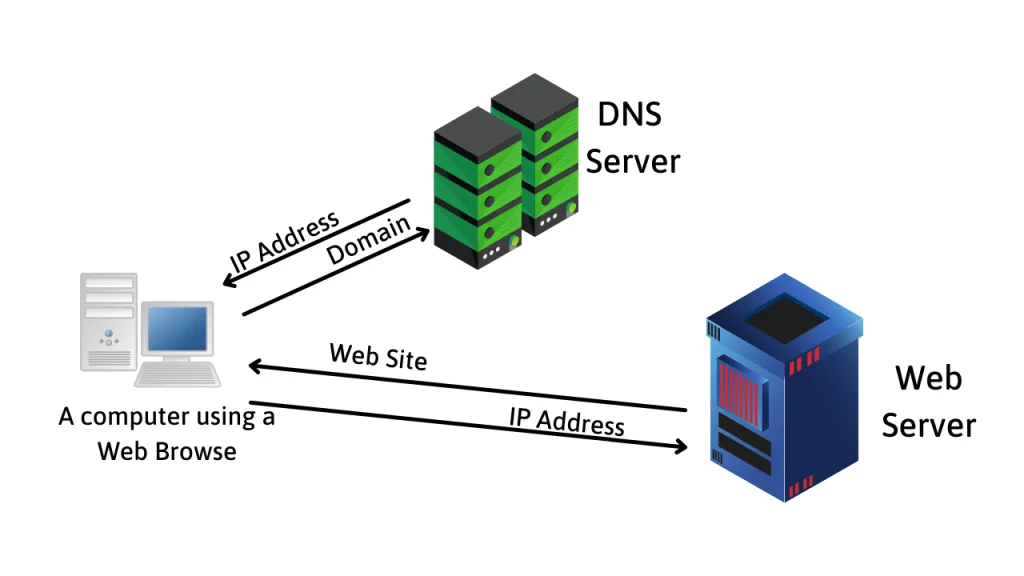 DNS
Server
IP Address
Domain
Web Site
IP Address
Web
Server
A computer using a
Web Browse